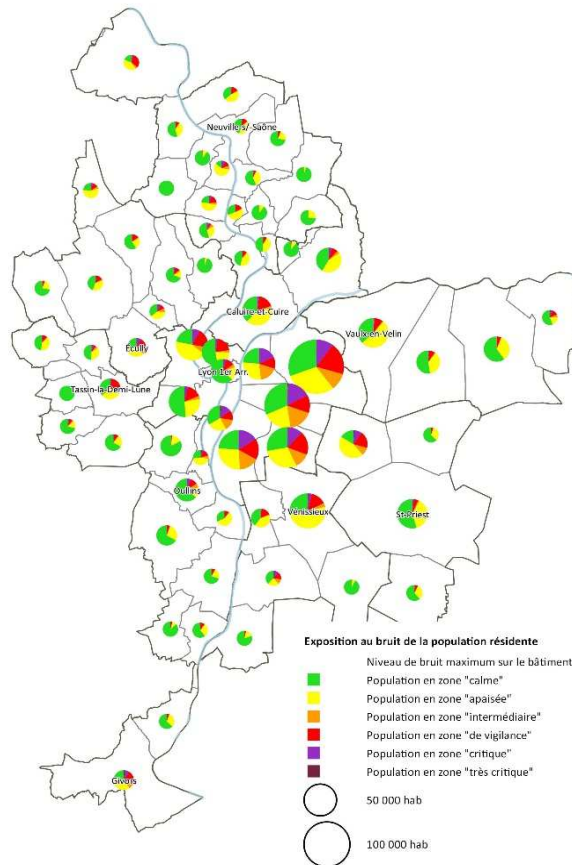 Neuville s/ Saône
Caluire-et-Cuire
Vaulx-en-Velin
Écully
Lyon 1er Arr.
Tassin-la-Demi-Lune
Oullins
Vénissieux
St-Priest
Givors
Exposition au bruit de la population résidente
Niveau de bruit maximum sur le bâtiment
Population en zone "calme"
Population en zone "apaisée"
Population en zone "intermédiaire"
Population en zone "de vigilance"
Population en zone "critique"
Population en zone "très critique"
50 000 hab
100 000 hab